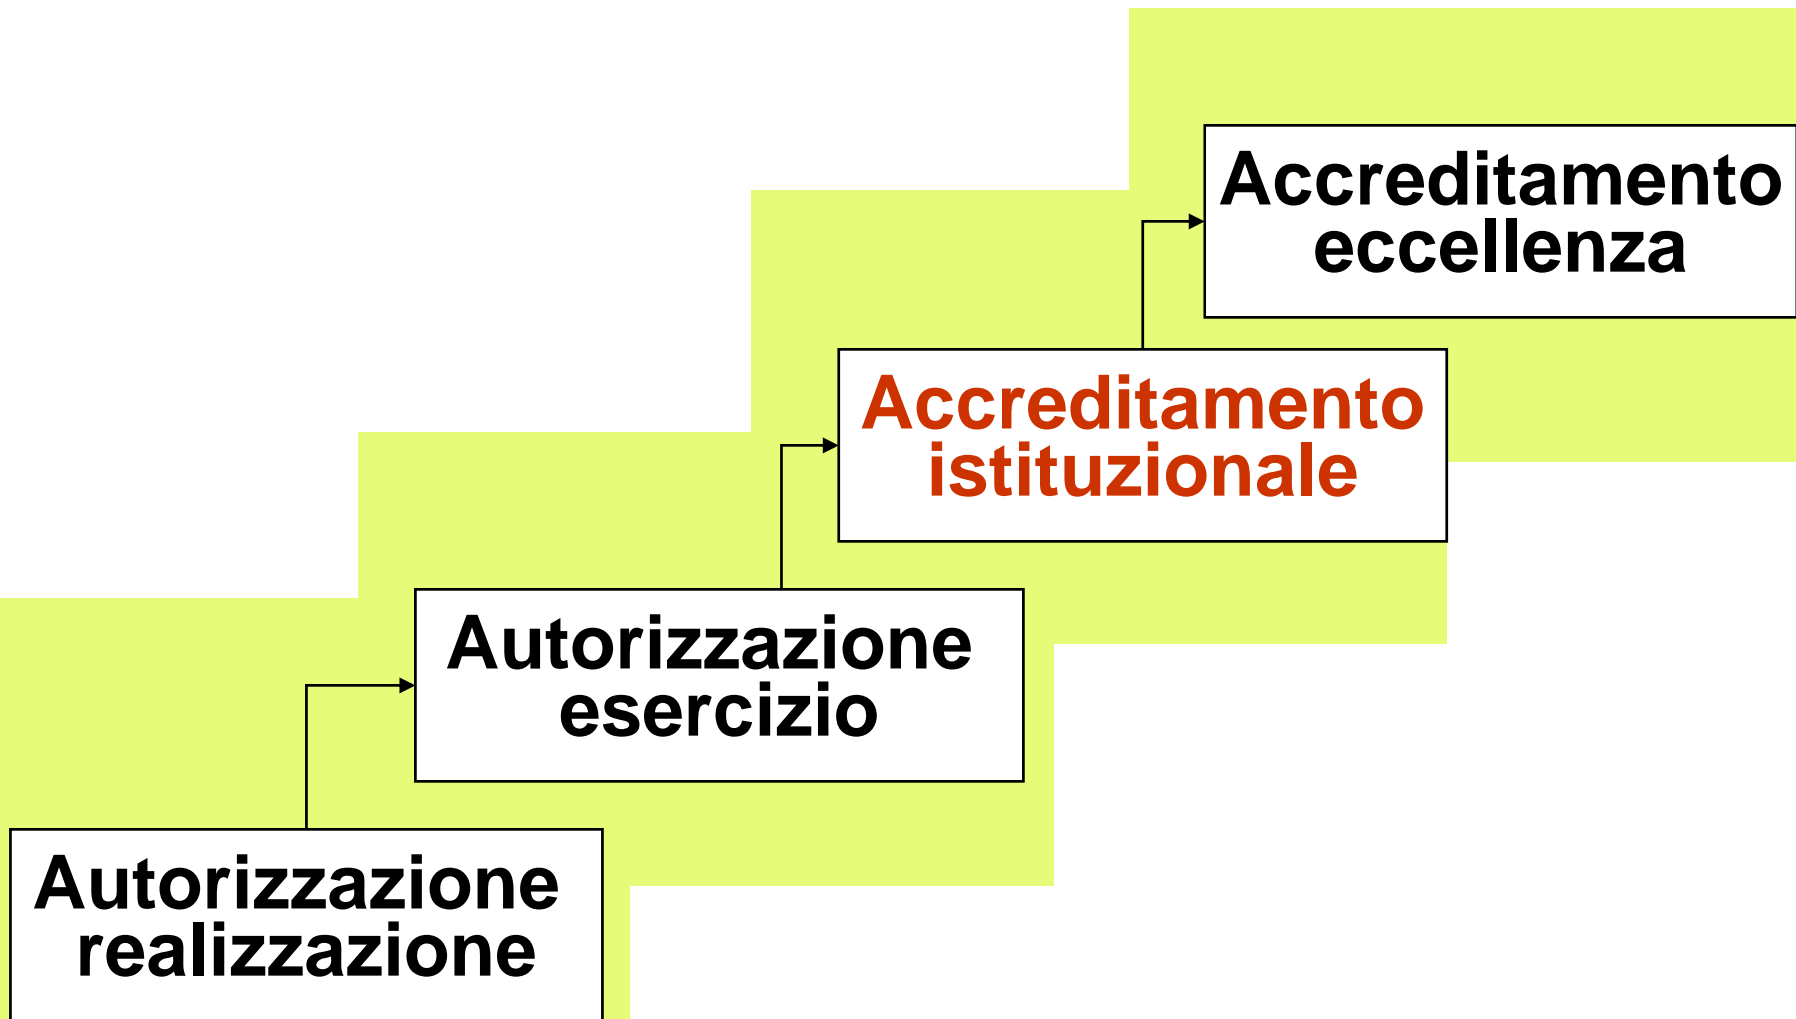 Accreditamento
eccellenza
Accreditamento
istituzionale
Autorizzazione
esercizio
Autorizzazione
realizzazione